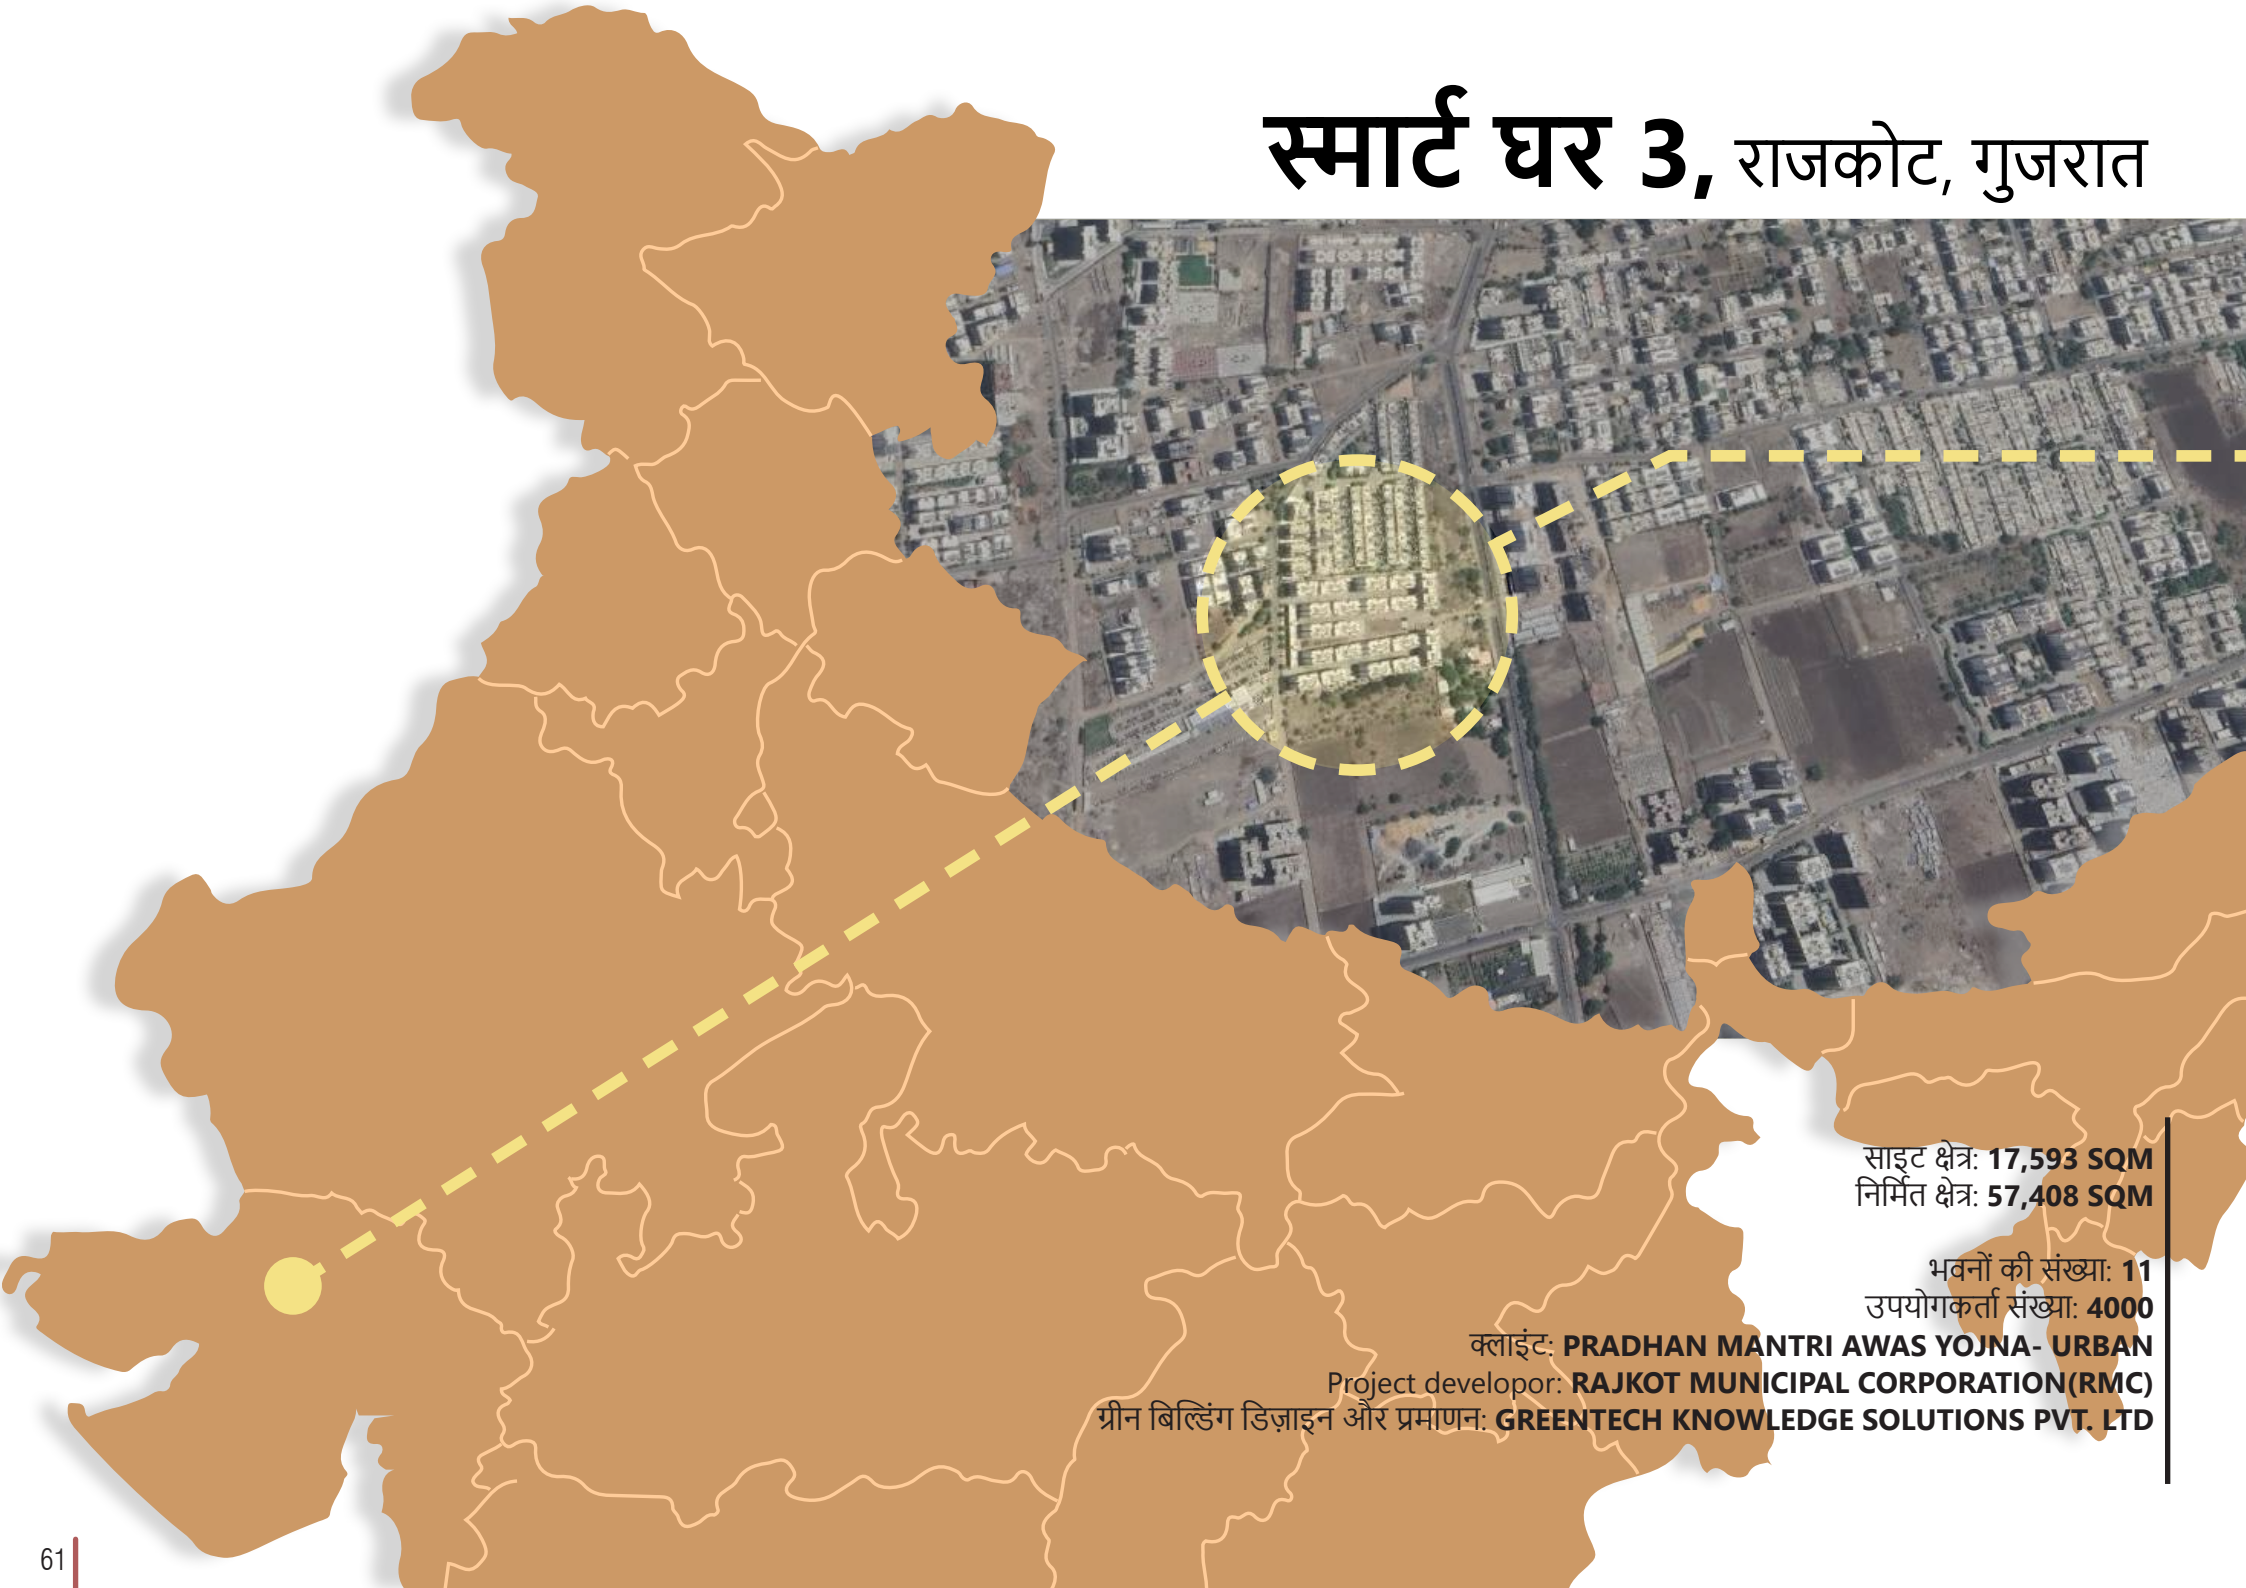 स्मार्ट घर 3, राजकोट, गुजरात
साइट क्षेत्र: 17,593 SQM
निर्मित क्षेत्र: 57,408 SQM
भवनों की संख्या: 11
उपयोगकर्ता संख्या: 4000
क्लाइंट: PRADHAN MANTRI AWAS YOJNA- URBAN
Project developor: RAJKOT MUNICIPAL CORPORATION(RMC)
ग्रीन बिल्डिंग डिज़ाइन और प्रमाणन: GREENTECH KNOWLEDGE SOLUTIONS PVT. LTD
61